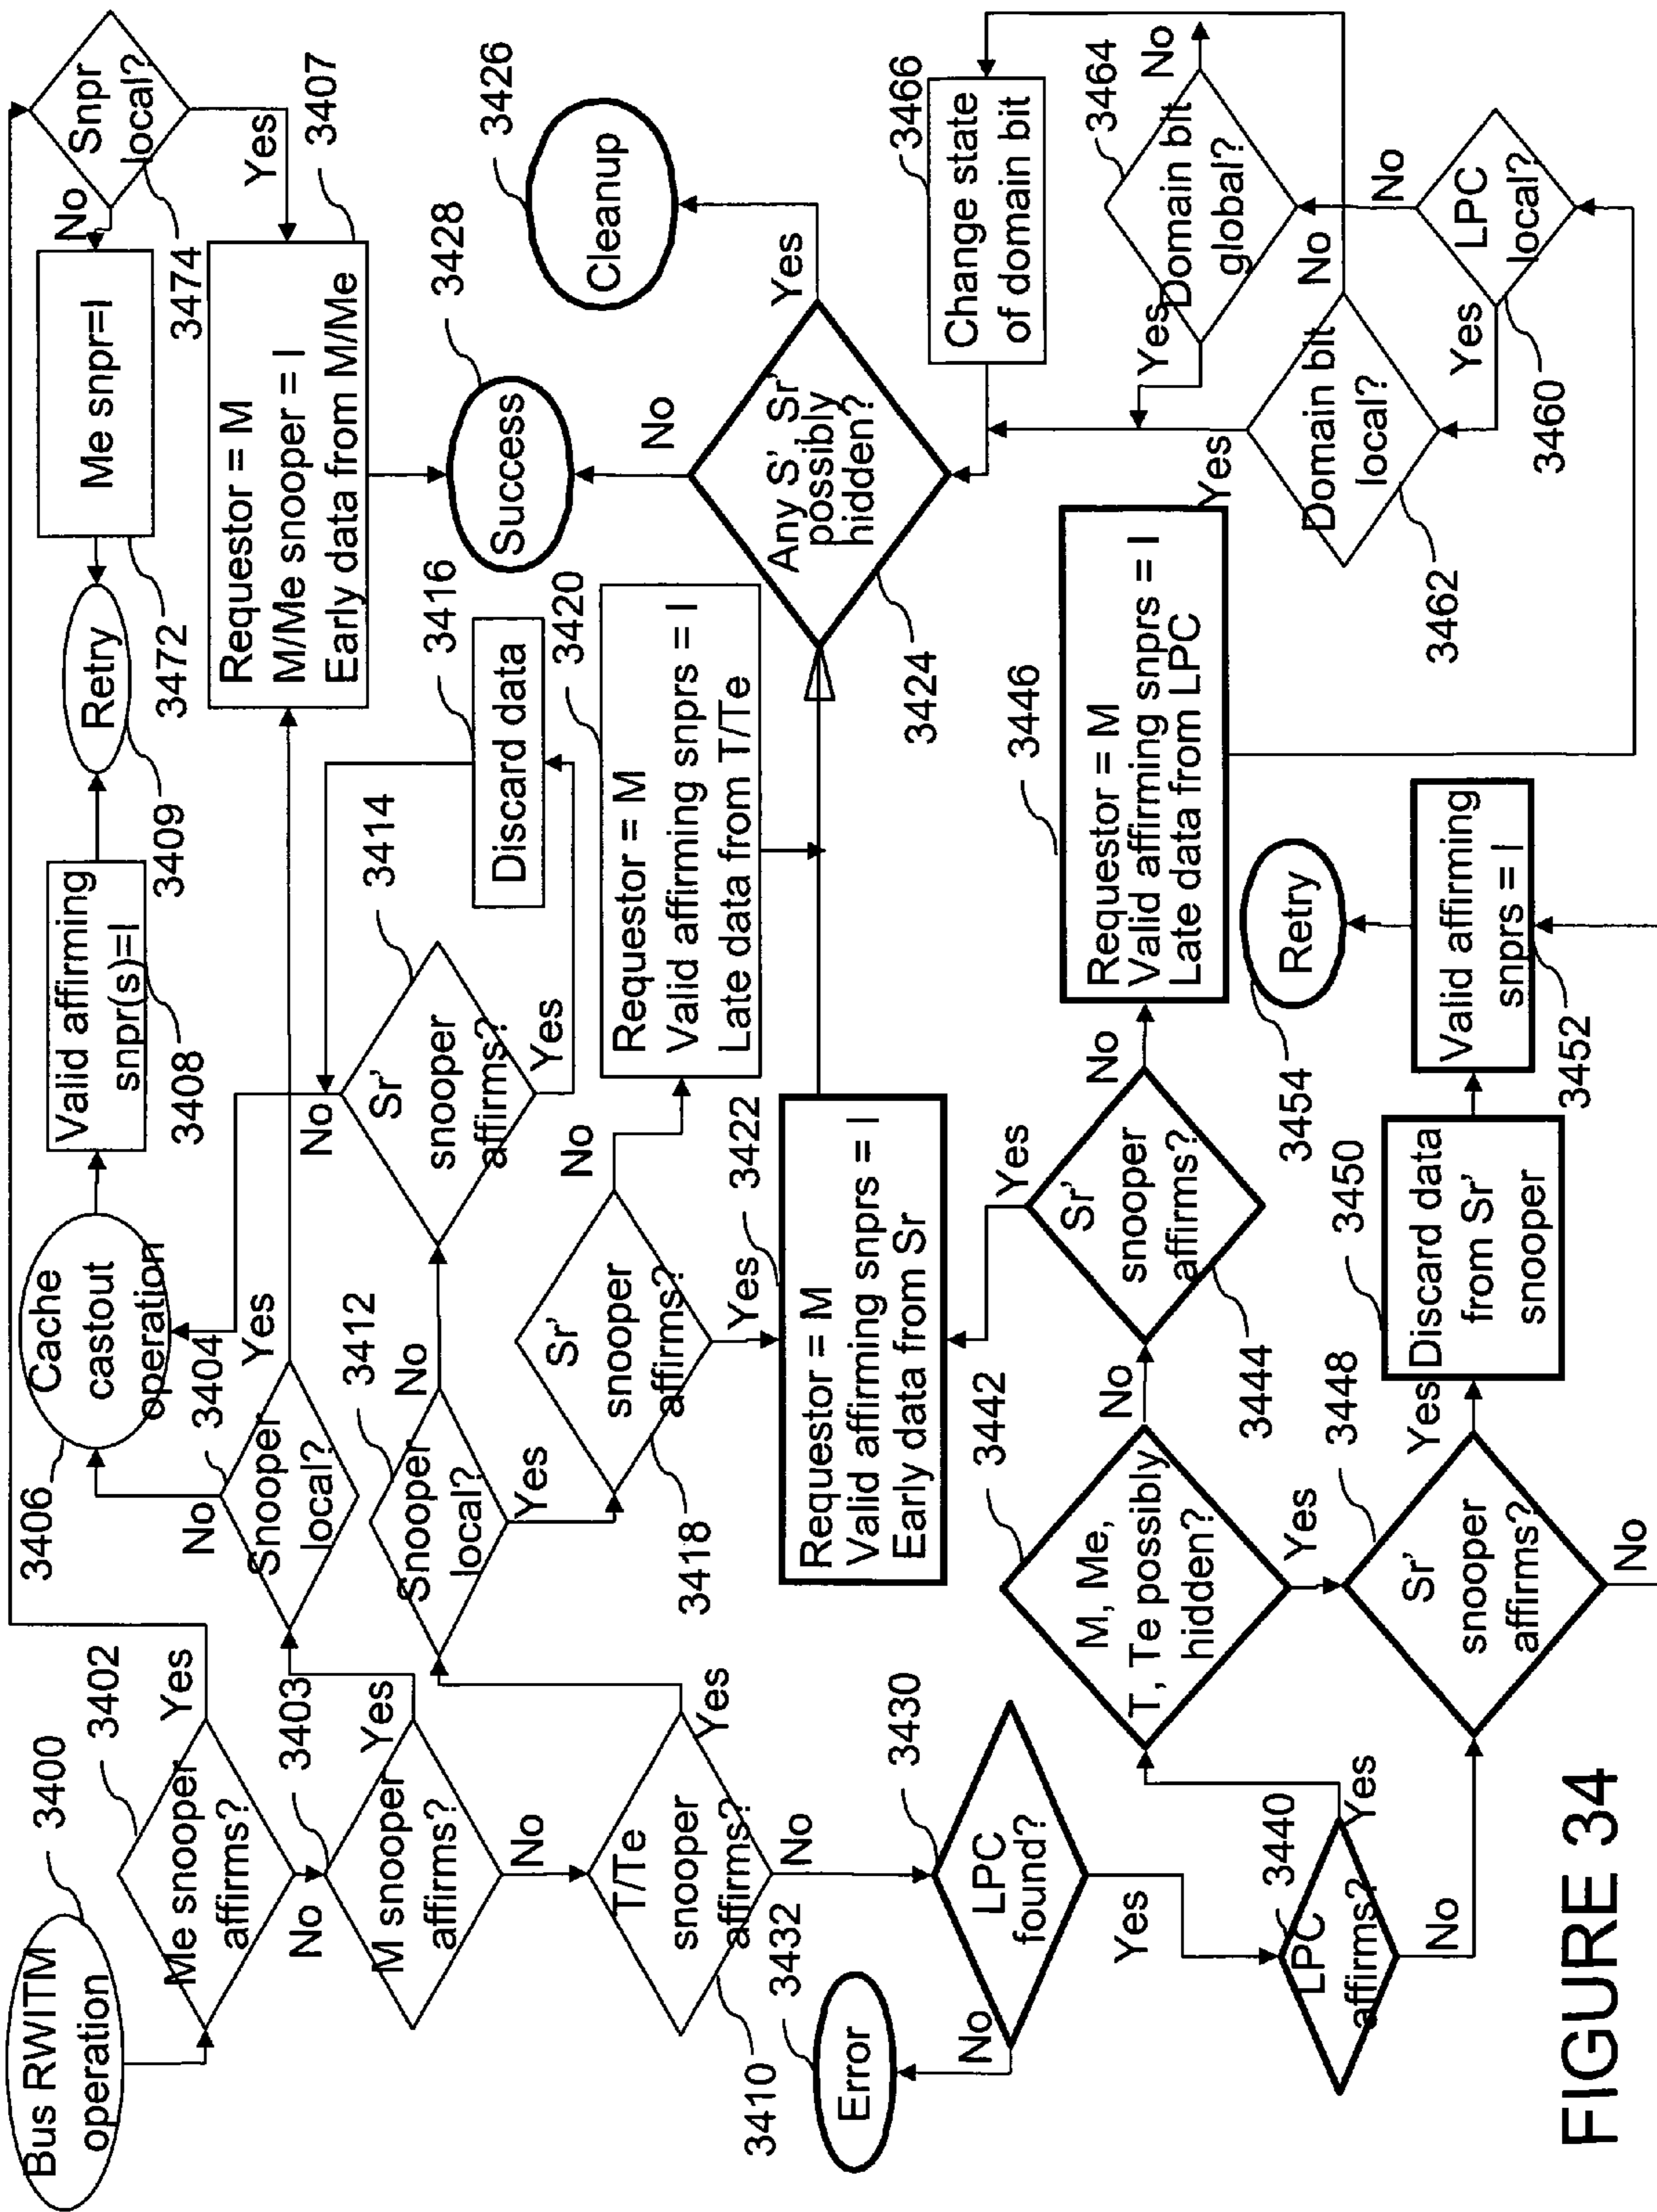 Bus RWITM
operation
3400
Me snooper
affirms?
3402
Yes
No
M snooper
affirms?
3403
Yes
No
T/Te
snooper
affirms?
3410
Yes
No
LPC
found?
3430
No
Error
3432
Yes
LPC
affirms?
3440
Yes
No
Snooper
local?
3404
No
Yes
Cache
castout
operation
3406
Valid affirming
snpr(s)=I
3408
Retry
3409
Me snpr=I
3472
Snpr
local?
3474
No
Yes
Requestor = M
M/Me snooper = I
Early data from M/Me
3407
Snooper
local?
3412
No
Yes
Sr'
snooper
affirms?
3414
No
Yes
Discard data
3416
Sr'
snooper
affirms?
3418
No
Yes
Requestor = M
Valid affirming snprs = I
Late data from T/Te
3420
Requestor = M
Valid affirming snprs = I
Early data from Sr
3422
Any S', Sr'
possibly
hidden?
3424
No
Yes
Success
3428
Cleanup
3426
M, Me,
T, Te possibly
hidden?
3442
No
Yes
Sr'
snooper
affirms?
3444
Yes
No
Requestor = M
Valid affirming snprs = I
Late data from LPC
3446
Sr'
snooper
affirms?
3448
Yes
No
Discard data
from Sr'
snooper
3450
Valid affirming
snprs = I
3452
Retry
3454
LPC
local?
3460
Yes
No
Domain bit
local?
3462
Yes
No
Domain bit
global?
3464
Yes
No
Change state
of domain bit
3466
FIGURE 34